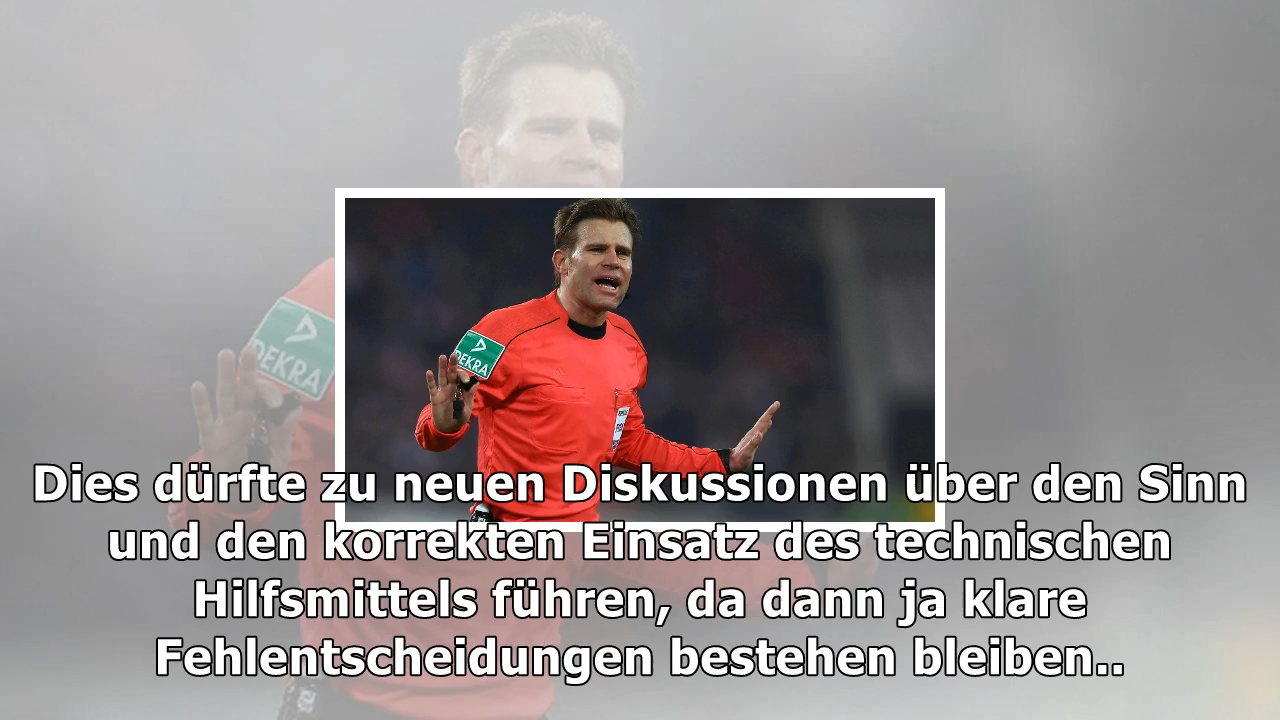 DEKRA
Dies dürfte zu neuen Diskussionen über den Sinn
und den korrekten Einsatz des technischen
Hilfsmittels führen, da dann ja klare
Fehlentscheidungen bestehen bleiben..